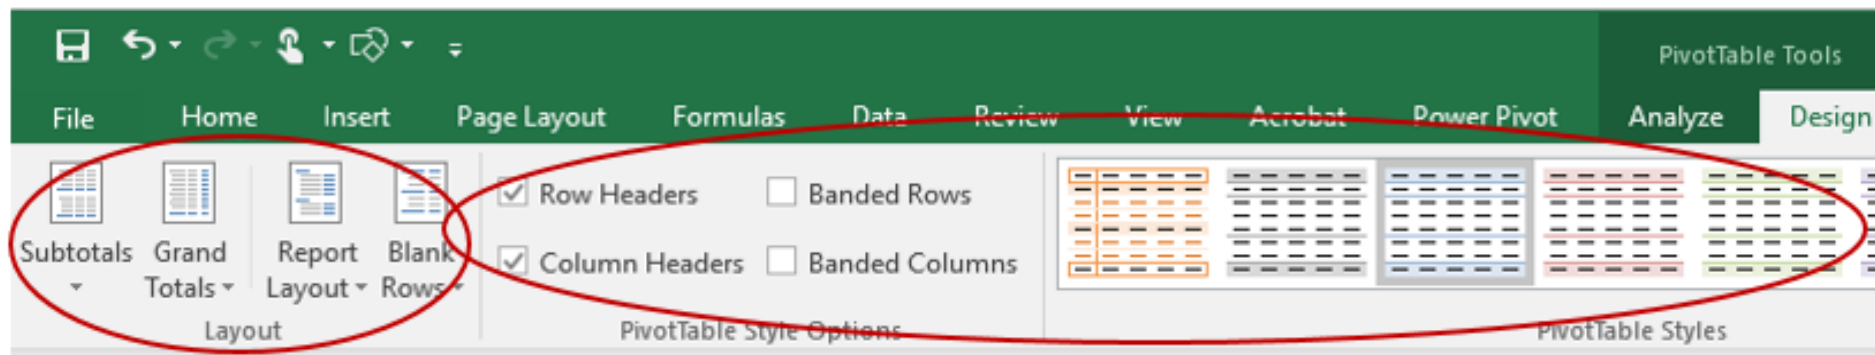 PivotTable Tools
File Home Insert Page Layout Formulas Data Review View Acrobat Power Pivot Analyze Design
Row Headers Banded Rows
Subtotals Grand Totals Report Layout Blank Rows
Column Headers Banded Columns
Layout PivotTable Style Options PivotTable Styles